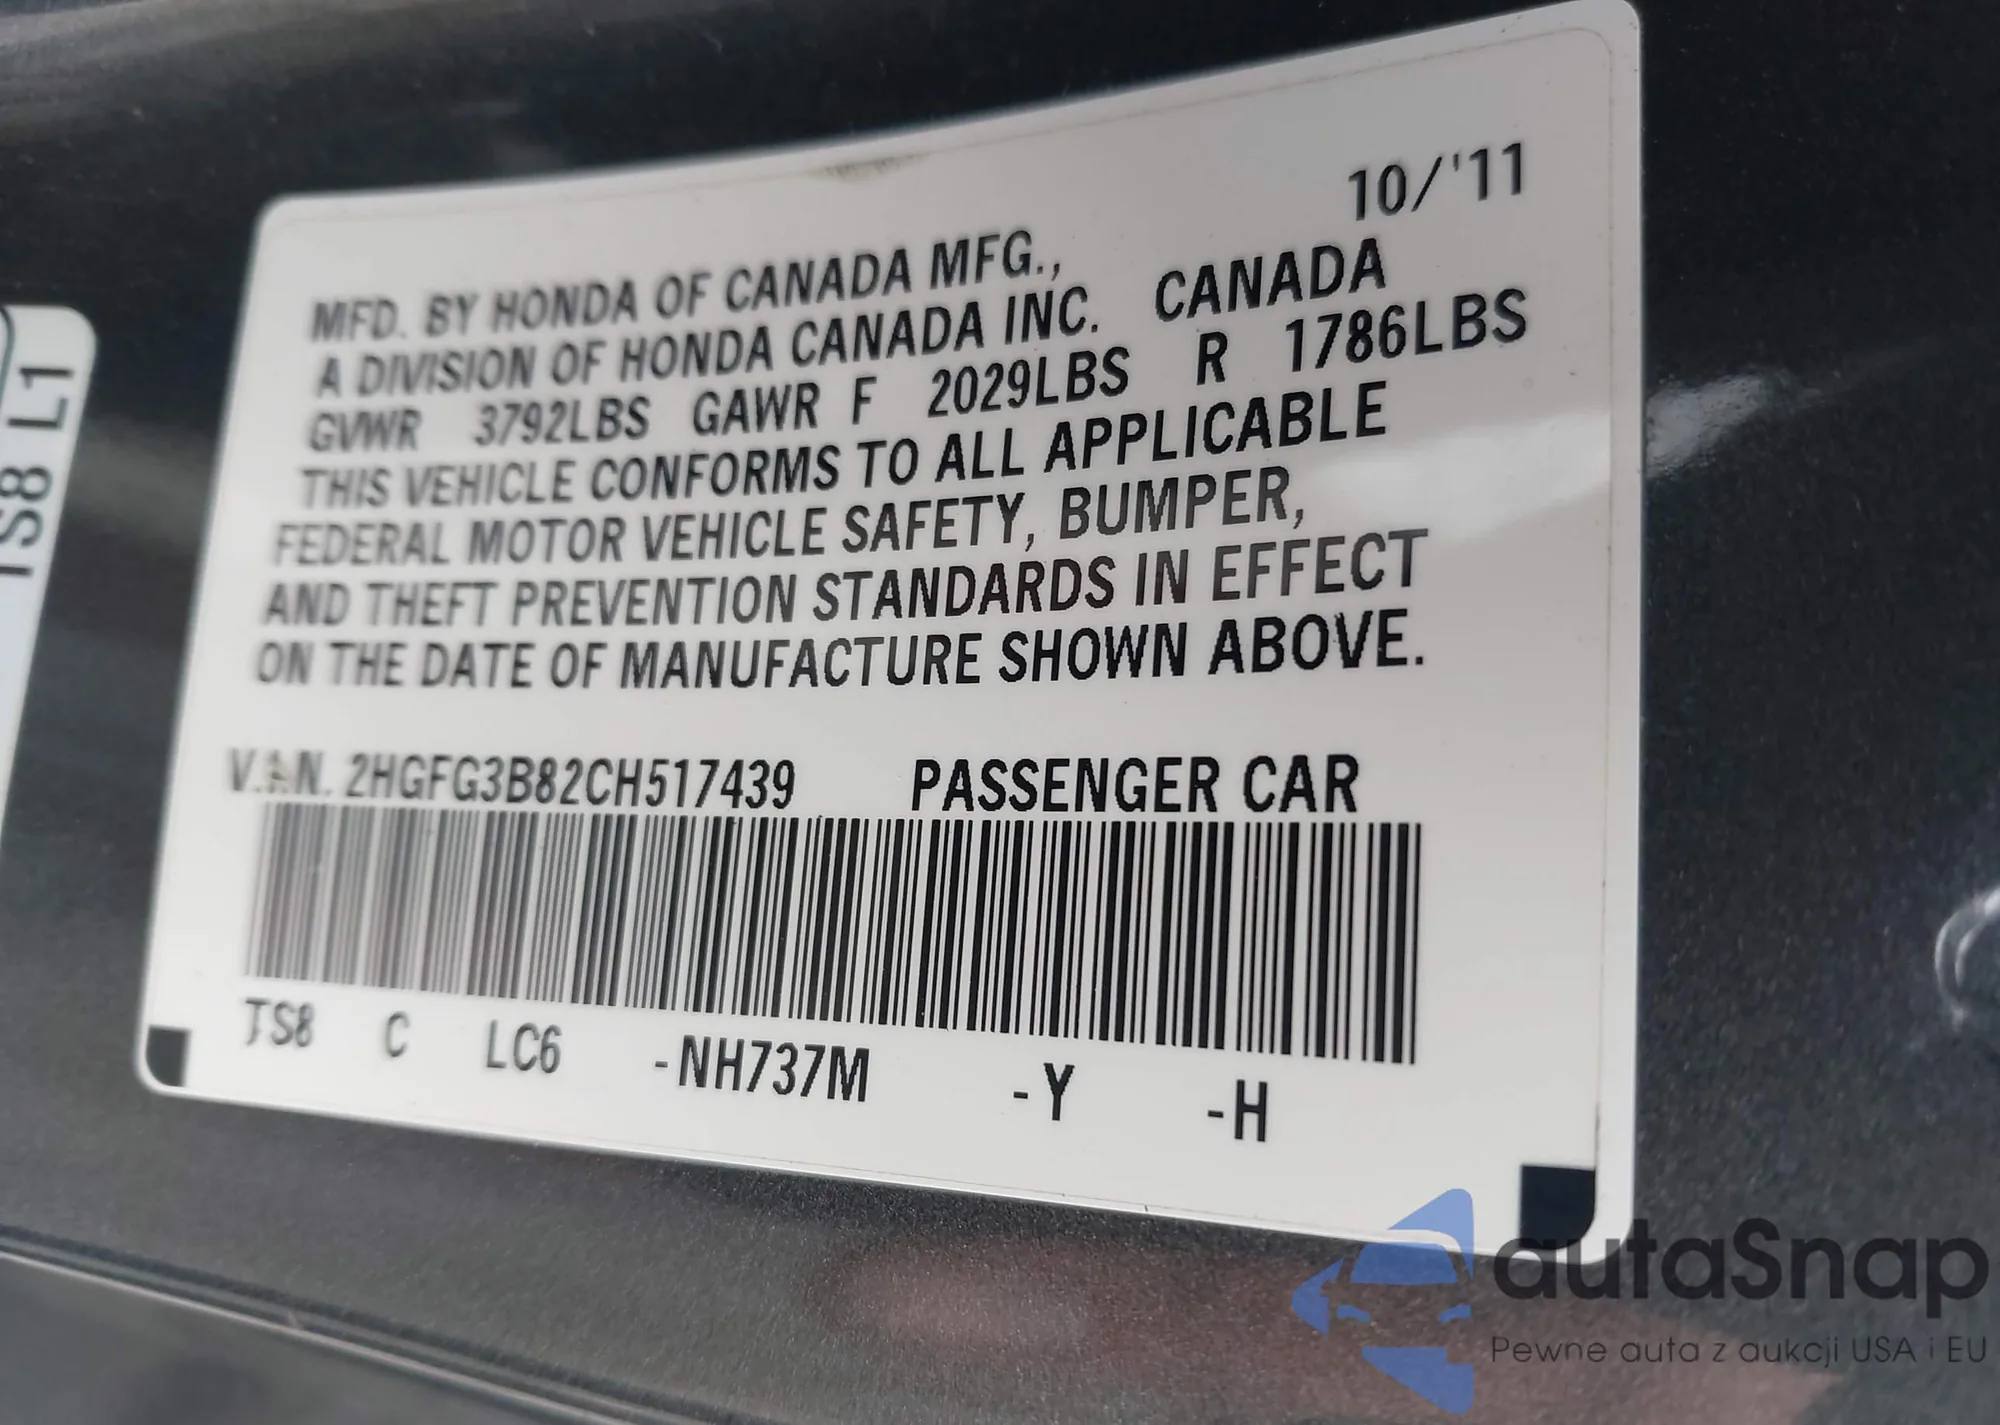 10/'11
MFD. BY HONDA OF CANADA MFG.,
A DIVISION OF HONDA CANADA INC. CANADA
GVWR 3792LBS GAWR F 2029LBS R 1786LBS
THIS VEHICLE CONFORMS TO ALL APPLICABLE
FEDERAL MOTOR VEHICLE SAFETY, BUMPER,
AND THEFT PREVENTION STANDARDS IN EFFECT
ON THE DATE OF MANUFACTURE SHOWN ABOVE.
V.I.N. 2HGFG3B82CH517439 PASSENGER CAR
TS8 C LC6 -NH737M -Y -H
TS8 L1
autaSnap
Pewne auta z aukcji USA i EU